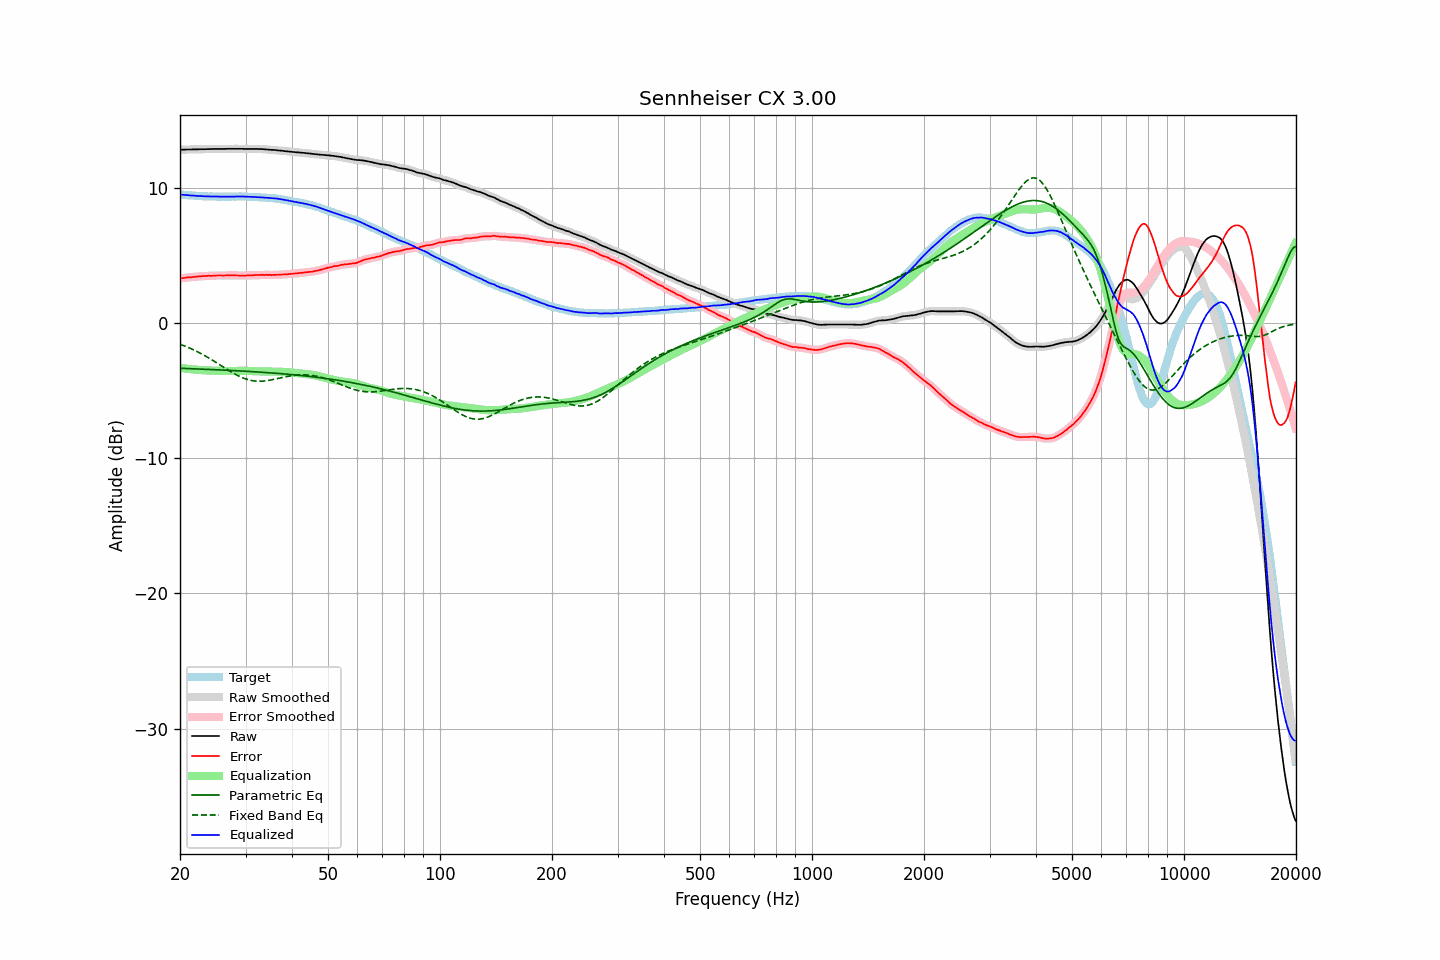 Sennheiser CX 3.00
Amplitude (dBr)
10
0
−10
−20
−30
Target
Raw Smoothed
Error Smoothed
Raw
Error
Equalization
Parametric Eq
Fixed Band Eq
Equalized
20 50 100 200 500 1000 2000 5000 10000 20000
Frequency (Hz)